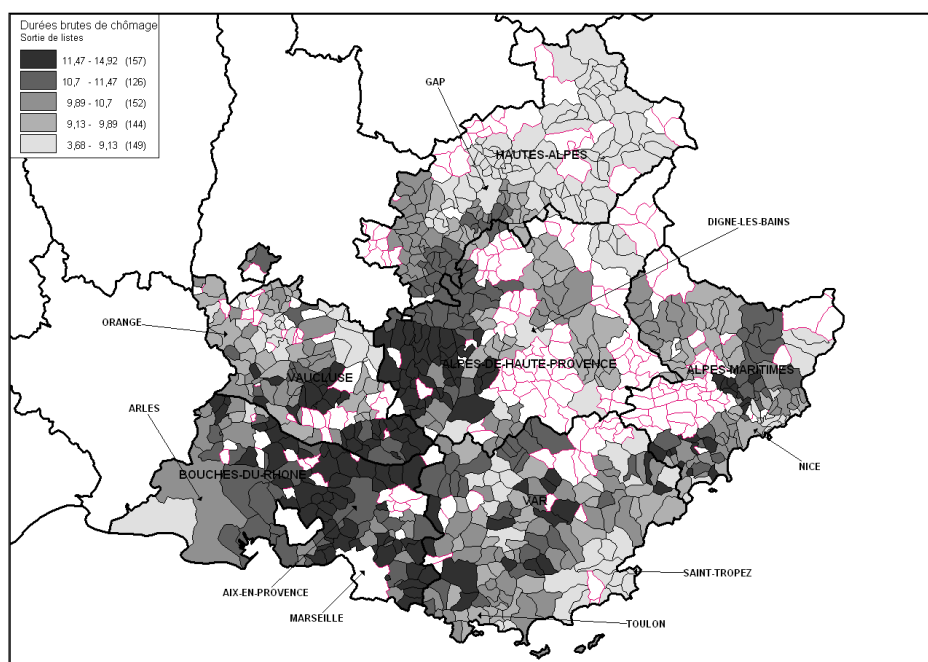 Durées brutes de chômage
Sortie de listes
11,47 - 14,92 (157)
10,7 - 11,47 (126)
9,89 - 10,7 (152)
9,13 - 9,89 (144)
3,68 - 9,13 (149)
GAP
HAUTES-ALPES
DIGNE-LES-BAINS
ORANGE
ALPES-DE-HAUTE-PROVENCE
ALPES-MARITIMES
VAUCLUSE
ARLES
NICE
BOUCHES-DU-RHONE
VAR
SAINT-TROPEZ
AIX-EN-PROVENCE
MARSEILLE
TOULON